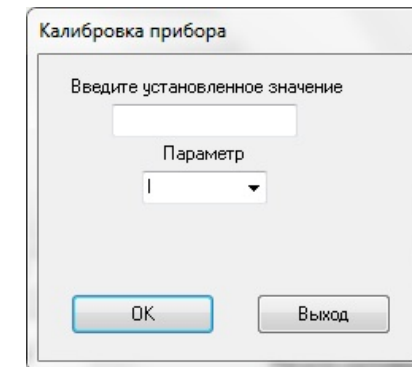 Калибровка прибора
Введите установленное значение
Параметр
I
OK
Выход